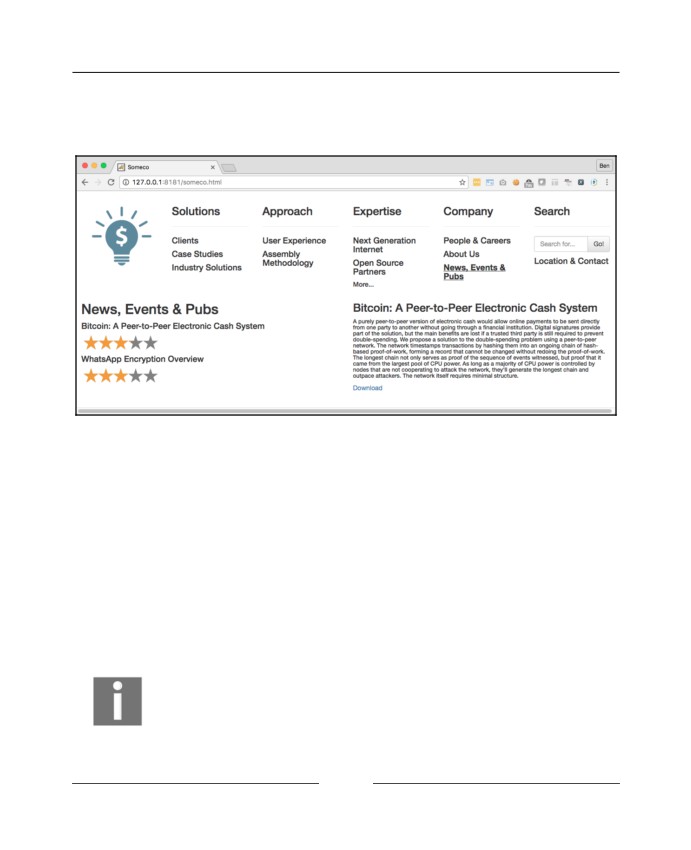 Someco
Ben
127.0.0.1:8181/someco.html
$
Solutions
Clients
Case Studies
Industry Solutions
Approach
User Experience
Assembly
Methodology
Expertise
Next Generation
Internet
Open Source
Partners
More...
Company
People & Careers
About Us
News, Events &
Pubs
Search
Search for...
Go!
Location & Contact
News, Events & Pubs
Bitcoin: A Peer-to-Peer Electronic Cash System
WhatsApp Encryption Overview
Bitcoin: A Peer-to-Peer Electronic Cash System
A purely peer-to-peer version of electronic cash would allow online payments to be sent directly
from one party to another without going through a financial institution. Digital signatures provide
part of the solution, but the main benefits are lost if a trusted third party is still required to prevent
double-spending. We propose a solution to the double-spending problem using a peer-to-peer
network. The network timestamps transactions by hashing them into an ongoing chain of hash-
based proof-of-work, forming a record that cannot be changed without redoing the proof-of-work.
The longest chain not only serves as proof of the sequence of events witnessed, but proof that it
came from the largest pool of CPU power. As long as a majority of CPU power is controlled by
nodes that are not cooperating to attack the network, they'll generate the longest chain and
outpace attackers. The network itself requires minimal structure.
Download
i